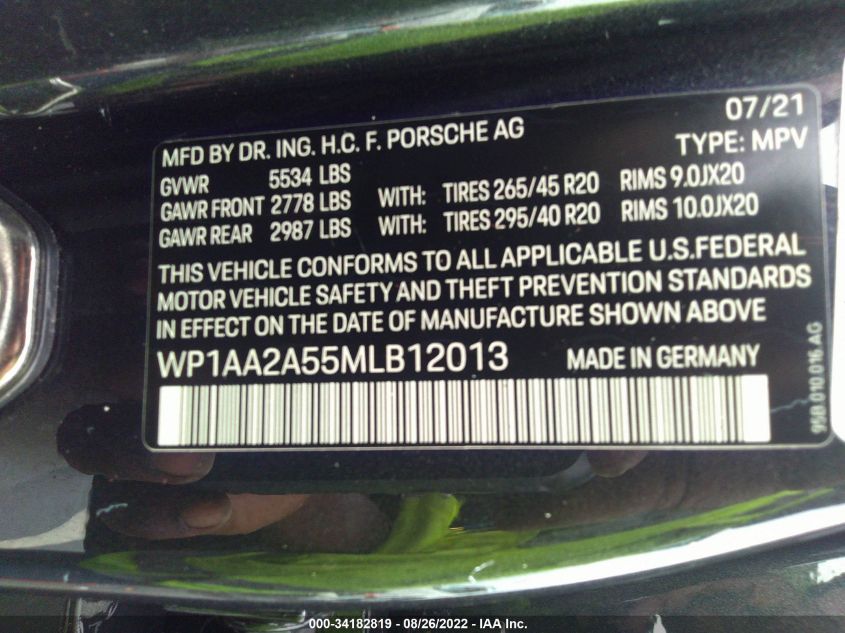 07/21
MFD BY DR. ING. H.C. F. PORSCHE AG TYPE: MPV
GVWR 5534 LBS
GAWR FRONT 2778 LBS WITH: TIRES 265/45 R20 RIMS 9.0JX20
GAWR REAR 2987 LBS WITH: TIRES 295/40 R20 RIMS 10.0JX20
THIS VEHICLE CONFORMS TO ALL APPLICABLE U.S.FEDERAL
MOTOR VEHICLE SAFETY AND THEFT PREVENTION STANDARDS
IN EFFECT ON THE DATE OF MANUFACTURE SHOWN ABOVE
WP1AA2A55MLB12013 MADE IN GERMANY
95B 010 016 AG
000-34182819 - 08/26/2022 - IAA Inc.